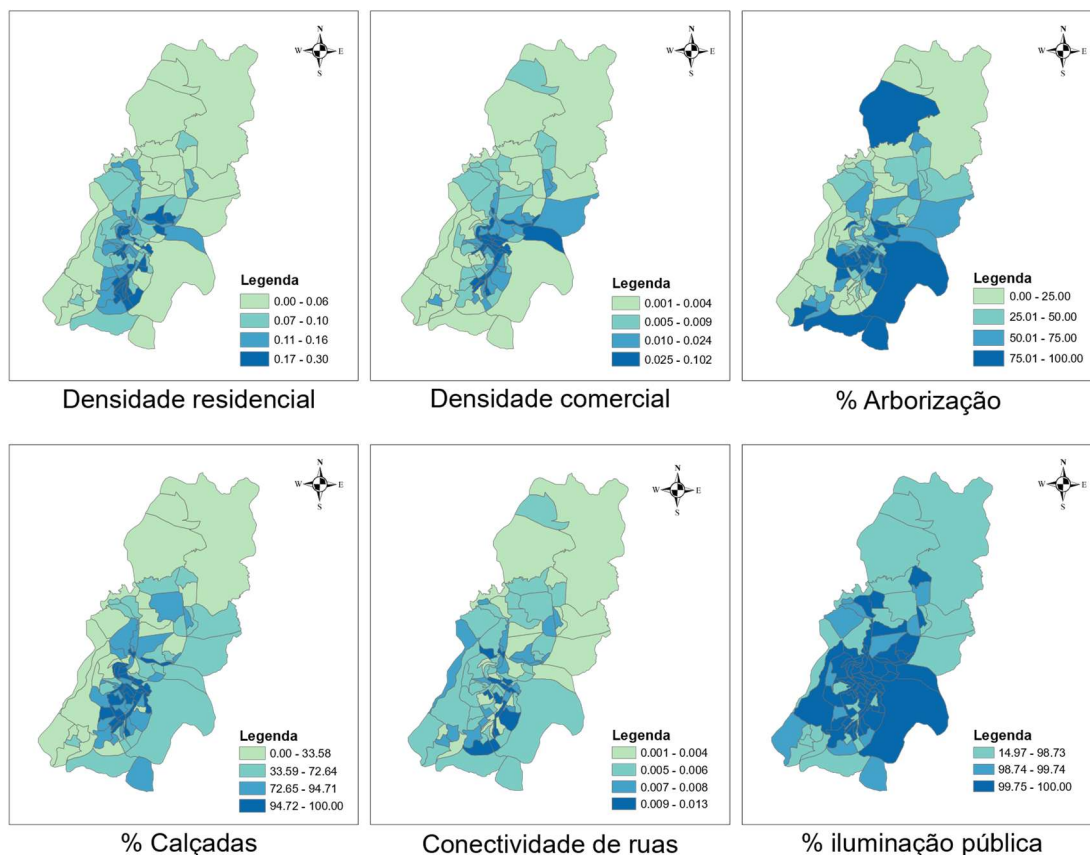 N
W E
S
Legenda
0.00 - 0.06
0.07 - 0.10
0.11 - 0.16
0.17 - 0.30
Densidade residencial
N
W E
S
Legenda
0.001 - 0.004
0.005 - 0.009
0.010 - 0.024
0.025 - 0.102
Densidade comercial
N
W E
S
Legenda
0.00 - 25.00
25.01 - 50.00
50.01 - 75.00
75.01 - 100.00
% Arborização
N
W E
S
Legenda
0.00 - 33.58
33.59 - 72.64
72.65 - 94.71
94.72 - 100.00
% Calçadas
N
W E
S
Legenda
0.001 - 0.004
0.005 - 0.006
0.007 - 0.008
0.009 - 0.013
Conectividade de ruas
N
W E
S
Legenda
14.97 - 98.73
98.74 - 99.74
99.75 - 100.00
% iluminação pública